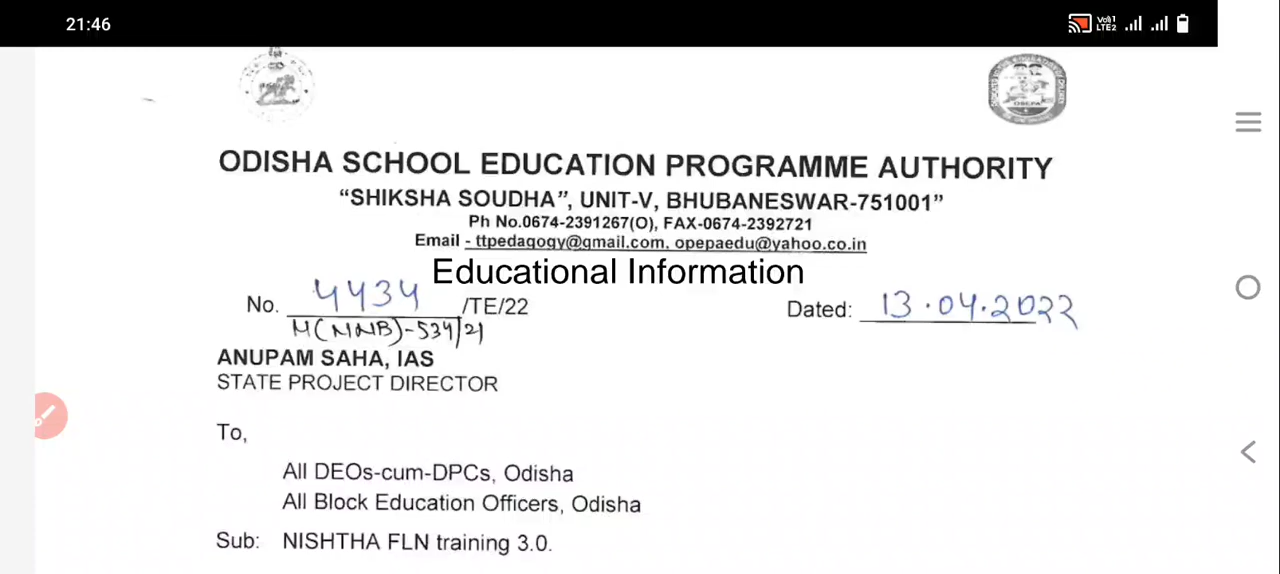 21:46
Vo) 1
LTE2
ODISHA SCHOOL EDUCATION PROGRAMME AUTHORITY
“SHIKSHA SOUDHA”, UNIT-V, BHUBANESWAR-751001”
Ph No.0674-2391267(O), FAX-0674-2392721
Email - ttpedagogy@gmail.com, opepaedu@yahoo.co.in
Educational Information
No. 4434 /TE/22 Dated: 13.04.2022
M(MNB)-534/21
ANUPAM SAHA, IAS
STATE PROJECT DIRECTOR
To,
All DEOs-cum-DPCs, Odisha
All Block Education Officers, Odisha
Sub: NISHTHA FLN training 3.0.